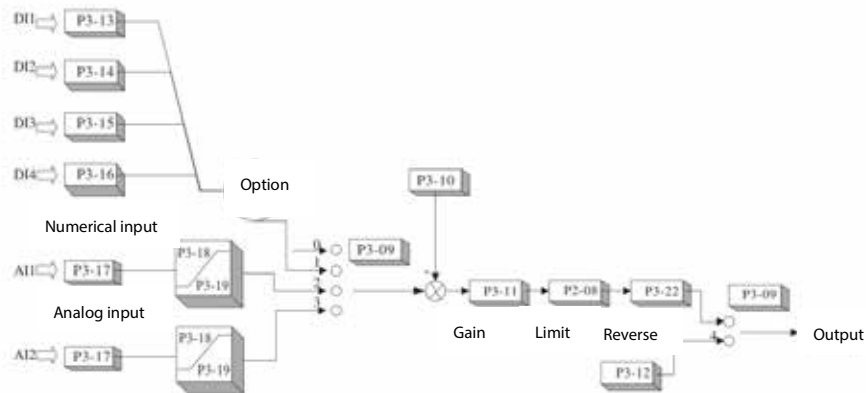 DI1 P3-13
DI2 P3-14
DI3 P3-15
DI4 P3-16
Option
P3-10
Numerical input
0
P3-09
P3-18
1
AI1 P3-17
2
P3-19
3
P3-11 P2-08 P3-22
P3-09
Analog input
Gain Limit Reverse
Output
P3-18
4
AI2 P3-17
P3-19
P3-12